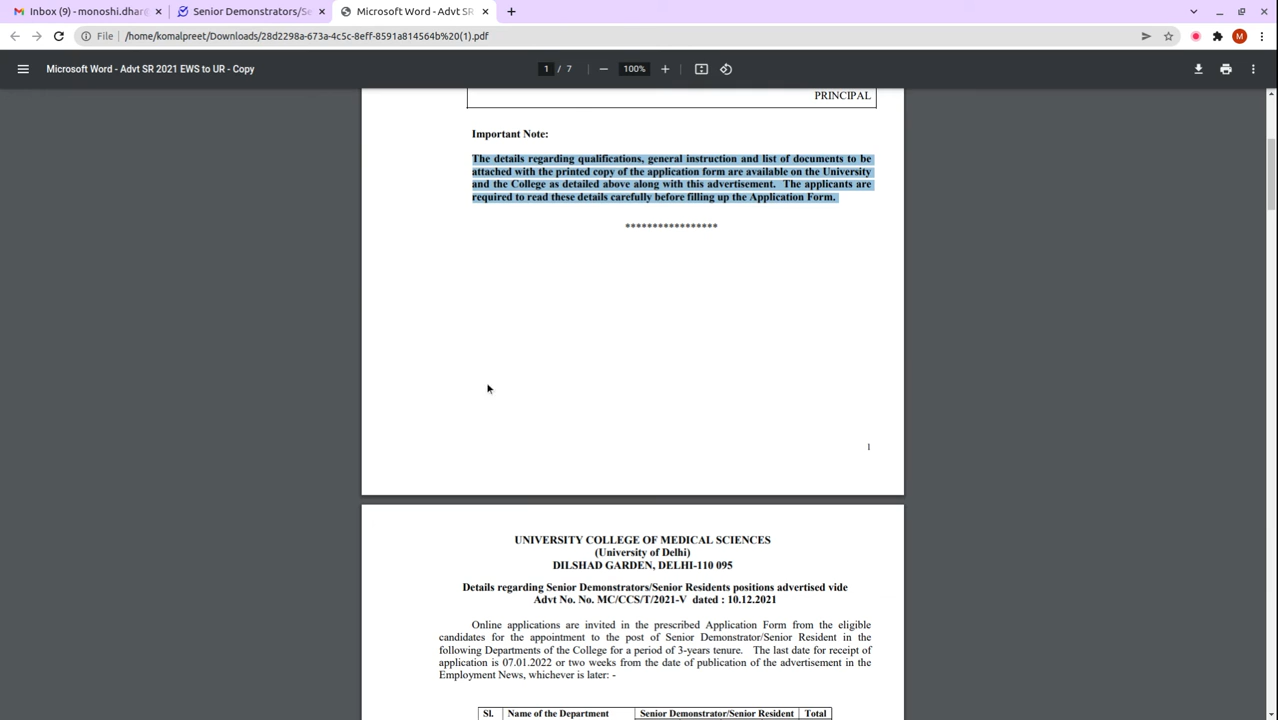 Inbox (9) - monoshi.dhar@
Senior Demonstrators/Se
Microsoft Word - Advt SR
File
/home/komalpreet/Downloads/28d2298a-673a-4c5c-8eff-8591a814564b%20(1).pdf
M
Microsoft Word - Advt SR 2021 EWS to UR - Copy
1 / 7
100%
PRINCIPAL
Important Note:
The details regarding qualifications, general instruction and list of documents to be
attached with the printed copy of the application form are available on the University
and the College as detailed above along with this advertisement. The applicants are
required to read these details carefully before filling up the Application Form.
*****************
1
UNIVERSITY COLLEGE OF MEDICAL SCIENCES
(University of Delhi)
DILSHAD GARDEN, DELHI-110 095
Details regarding Senior Demonstrators/Senior Residents positions advertised vide
Advt No. No. MC/CCS/T/2021-V dated : 10.12.2021
Online applications are invited in the prescribed Application Form from the eligible
candidates for the appointment to the post of Senior Demonstrator/Senior Resident in the
following Departments of the College for a period of 3-years tenure. The last date for receipt of
application is 07.01.2022 or two weeks from the date of publication of the advertisement in the
Employment News, whichever is later: -
Sl. Name of the Department Senior Demonstrator/Senior Resident Total